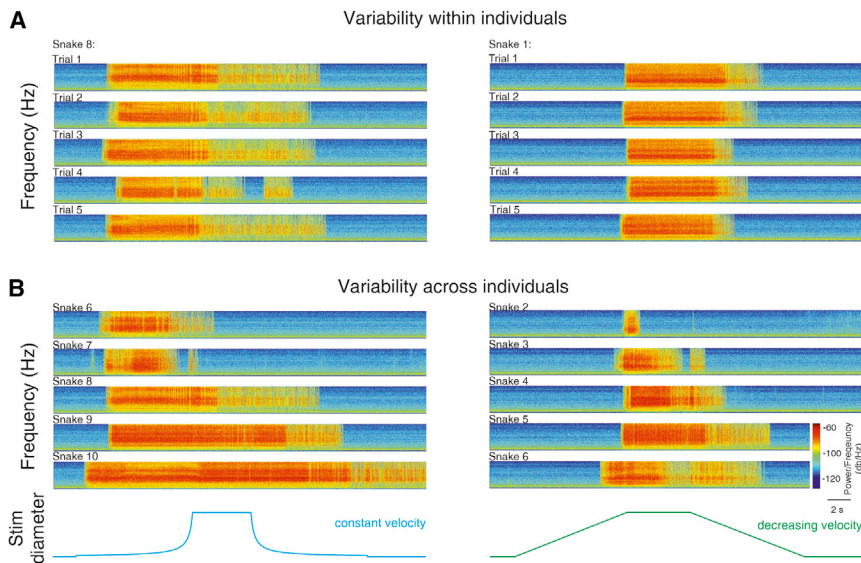 A
Variability within individuals
Snake 8:
Trial 1
Trial 2
Trial 3
Trial 4
Trial 5
Frequency (Hz)
Snake 1:
Trial 1
Trial 2
Trial 3
Trial 4
Trial 5
B
Variability across individuals
Snake 6
Snake 7
Snake 8
Snake 9
Snake 10
Frequency (Hz)
Snake 2
Snake 3
Snake 4
Snake 5
Snake 6
-60
-100
-120
Power/Freqeuncy
(db/Hz)
2 s
Stim
diameter
constant velocity
decreasing velocity